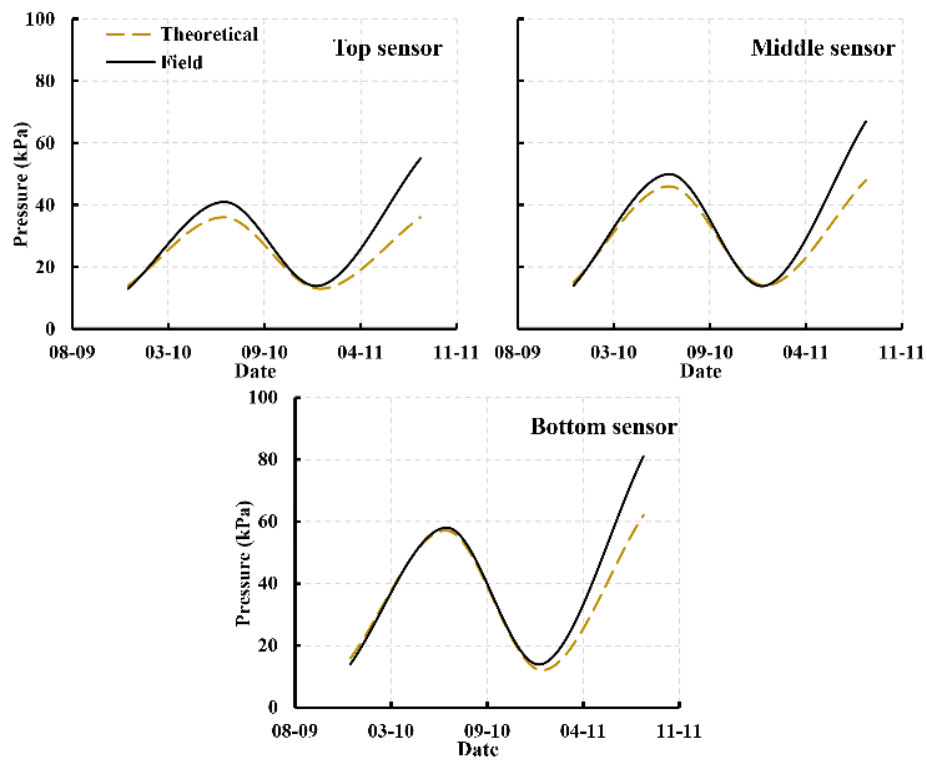 100
80
60
40
20
0
Pressure (kPa)
Theoretical
Field
Top sensor
08-09
03-10
09-10
04-11
11-11
Date
Middle sensor
08-09
03-10
09-10
04-11
11-11
Date
100
80
60
40
20
0
Pressure (kPa)
Bottom sensor
08-09
03-10
09-10
04-11
11-11
Date